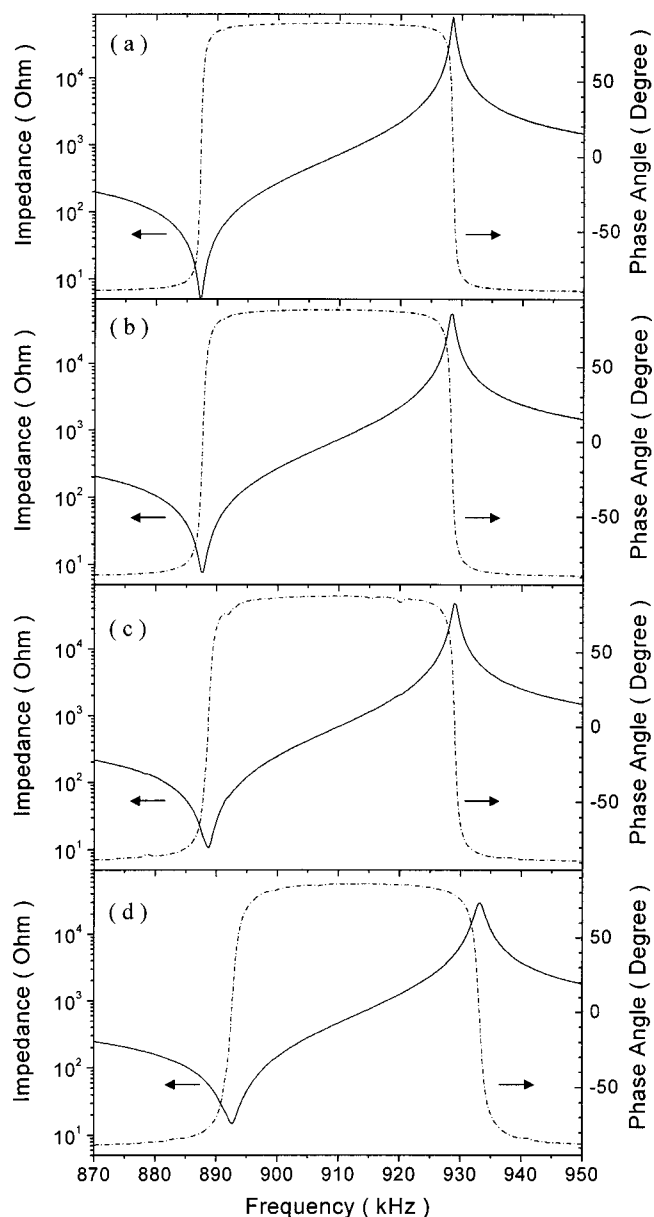 ( a )
Impedance ( Ohm )
10^4
10^3
10^2
10^1
50
0
-50
Phase Angle ( Degree )
( b )
Impedance ( Ohm )
10^4
10^3
10^2
10^1
50
0
-50
Phase Angle ( Degree )
( c )
Impedance ( Ohm )
10^4
10^3
10^2
10^1
50
0
-50
Phase Angle ( Degree )
( d )
Impedance ( Ohm )
10^4
10^3
10^2
10^1
50
0
-50
Phase Angle ( Degree )
870 880 890 900 910 920 930 940 950
Frequency ( kHz )